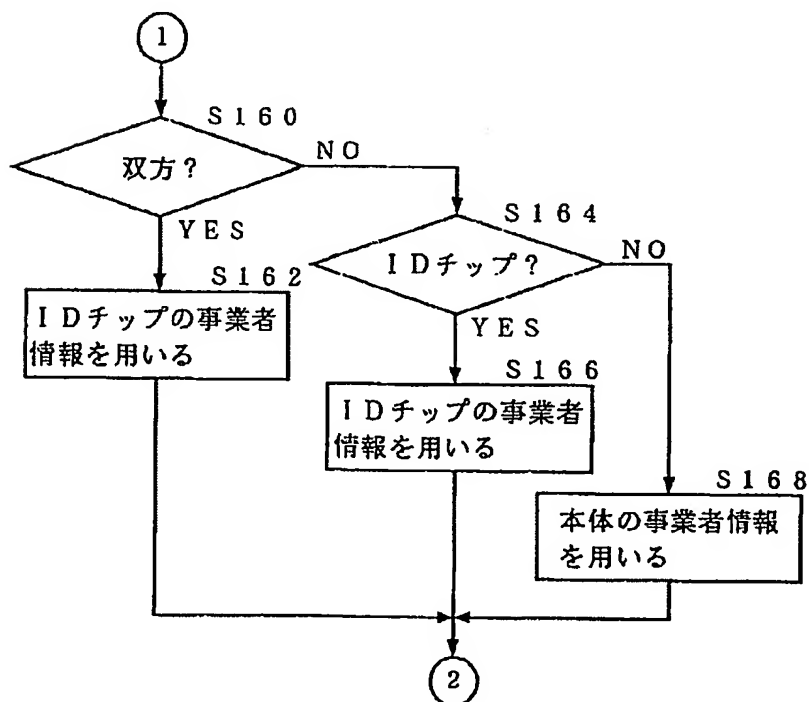 1
S160
双方?
NO
YES
S162
IDチップの事業者
情報を用いる
S164
IDチップ?
NO
YES
S166
IDチップの事業者
情報を用いる
S168
本体の事業者情報
を用いる
2